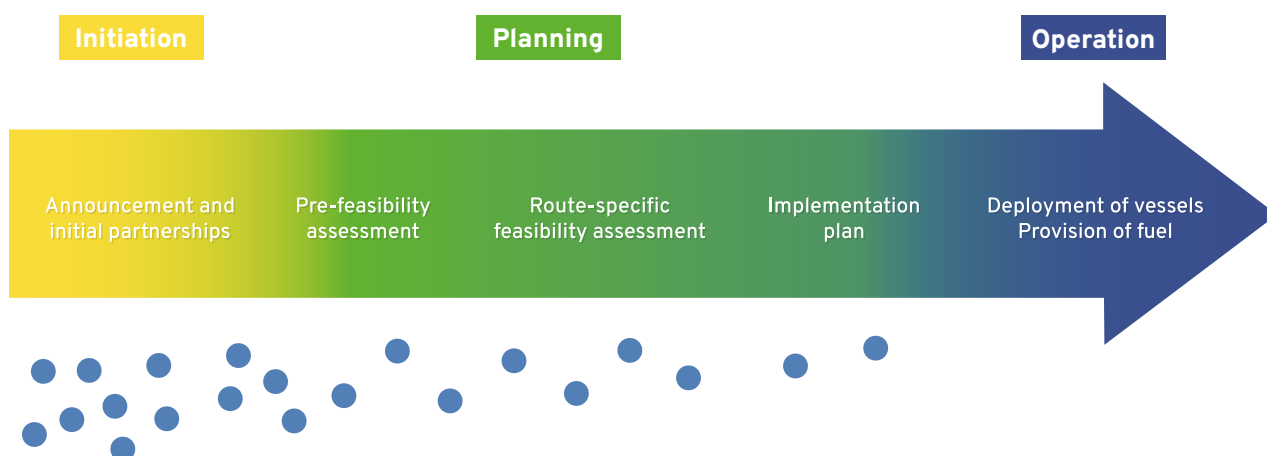 Initiation
Planning
Operation
Announcement and
initial partnerships
Pre-feasibility
assessment
Route-specific
feasibility assessment
Implementation
plan
Deployment of vessels
Provision of fuel